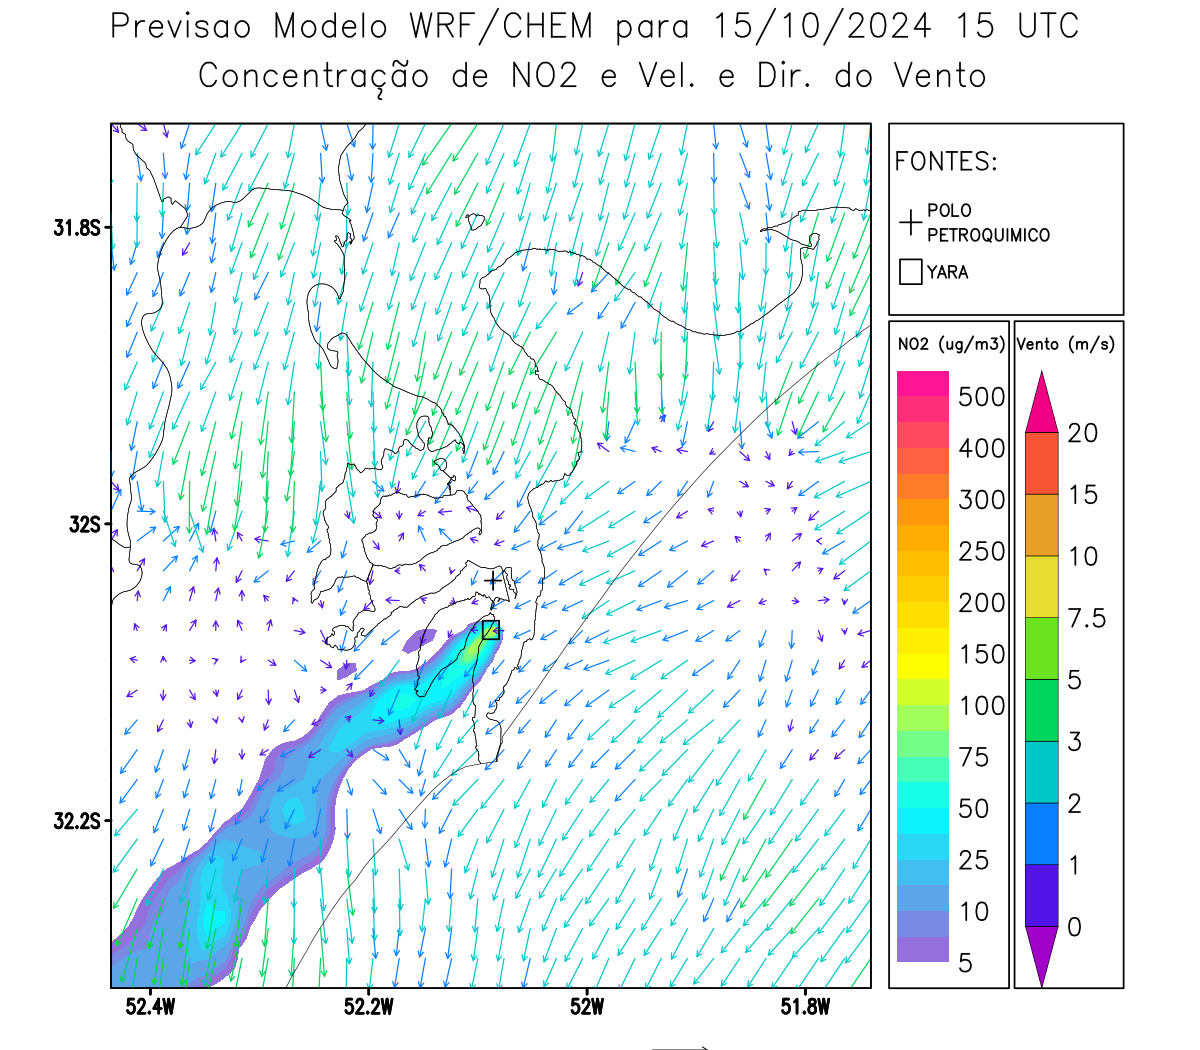 Previsao Modelo WRF/CHEM para 15/10/2024 15 UTC
Concentração de NO2 e Vel. e Dir. do Vento
FONTES:
POLO
PETROQUIMICO
YARA
NO2 (ug/m3)
500
400
300
250
200
150
100
75
50
25
10
5
Vento (m/s)
20
15
10
7.5
5
3
2
1
0
31.8S
32S
32.2S
52.4W
52.2W
52W
51.8W